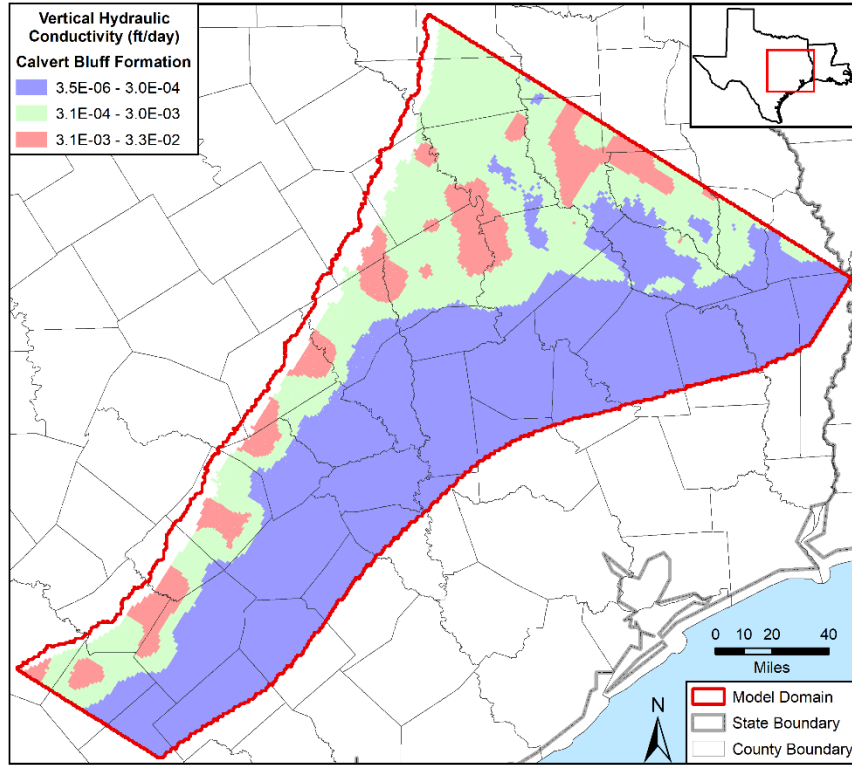 Vertical Hydraulic
Conductivity (ft/day)
Calvert Bluff Formation
3.5E-06 - 3.0E-04
3.1E-04 - 3.0E-03
3.1E-03 - 3.3E-02
0 10 20 40
Miles
N
Model Domain
State Boundary
County Boundary